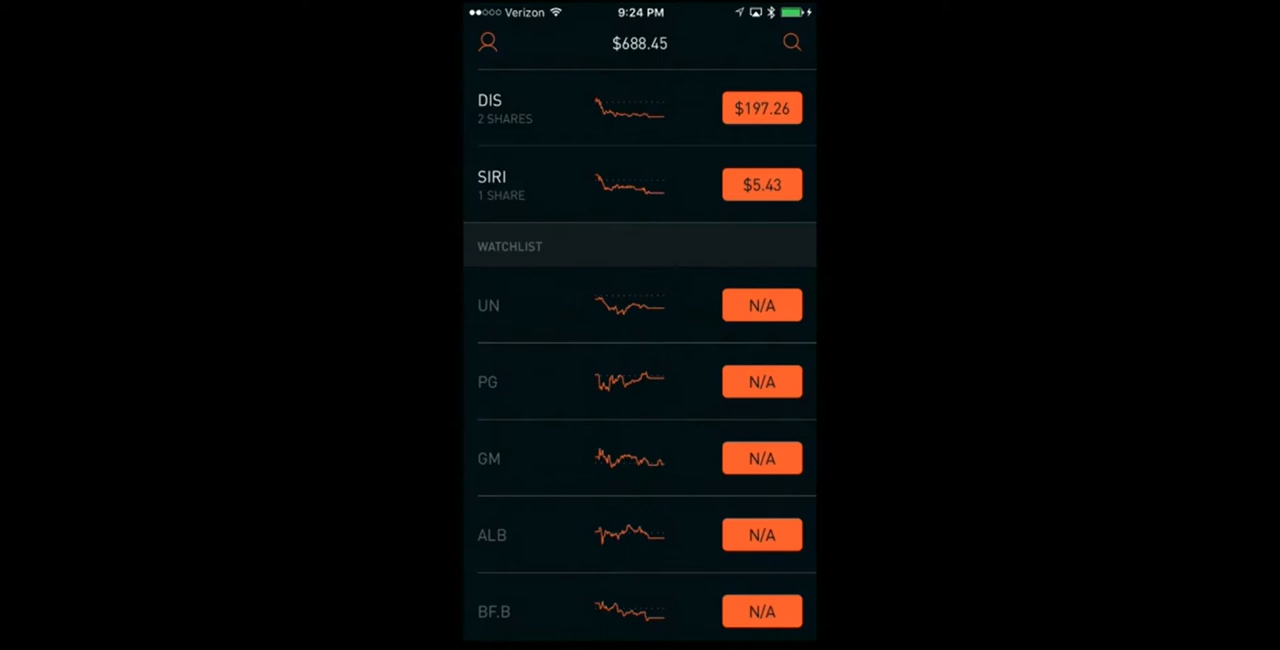 Verizon 9:24 PM
$688.45
DIS
2 SHARES
$197.26
SIRI
1 SHARE
$5.43
WATCHLIST
UN N/A
PG N/A
GM N/A
ALB N/A
BF.B N/A